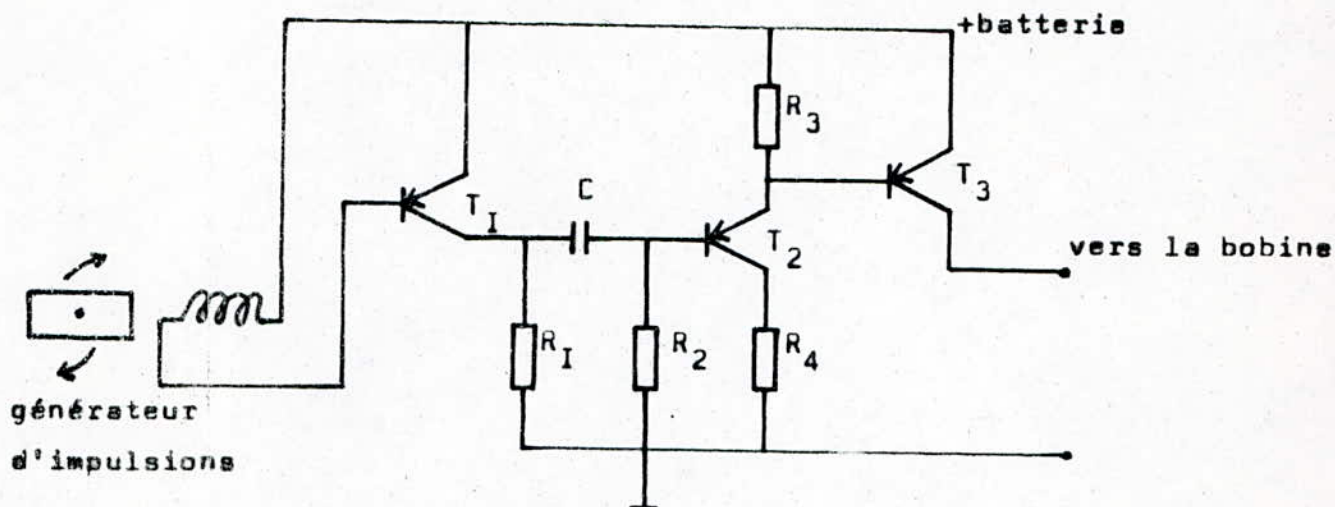 +batterie
R3
TI
C
T2
T3
vers la bobine
RI
R2
R4
générateur
d'impulsions